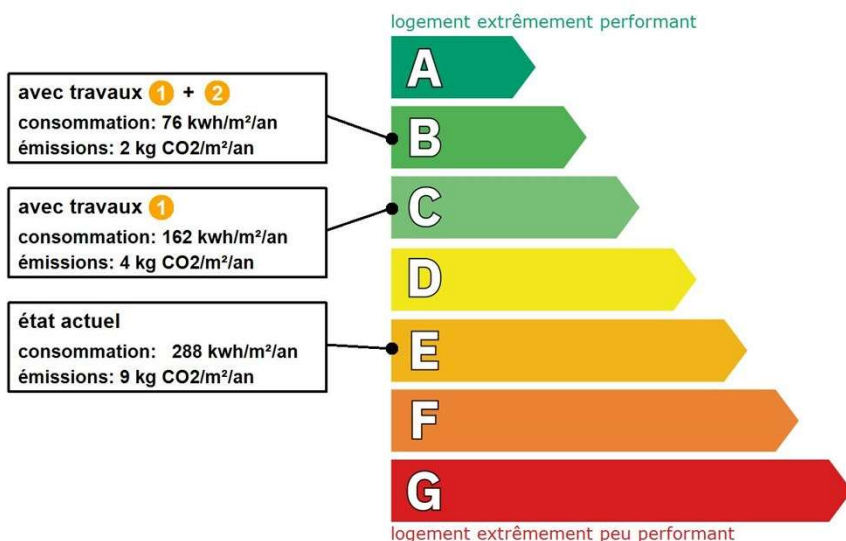 logement extrêmement performant
A
avec travaux 1 + 2
consommation: 76 kwh/m²/an
émissions: 2 kg CO2/m²/an
B
avec travaux 1
consommation: 162 kwh/m²/an
émissions: 4 kg CO2/m²/an
C
D
état actuel
consommation: 288 kwh/m²/an
émissions: 9 kg CO2/m²/an
E
F
G
logement extrêmement peu performant